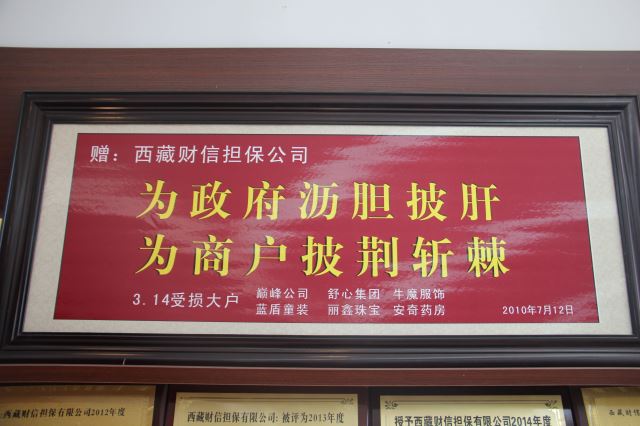 赠：西藏财信担保公司
为政府沥胆披肝
为商户披荆斩棘
3.14受损大户 巅峰公司 舒心集团 牛魔服饰
蓝盾童装 丽鑫珠宝 安奇药房 2010年7月12日
西藏财信担保有限公司2012年度
西藏财信担保有限公司：被评为2013年度
授予西藏财信担保有限公司2014年度
西藏财信